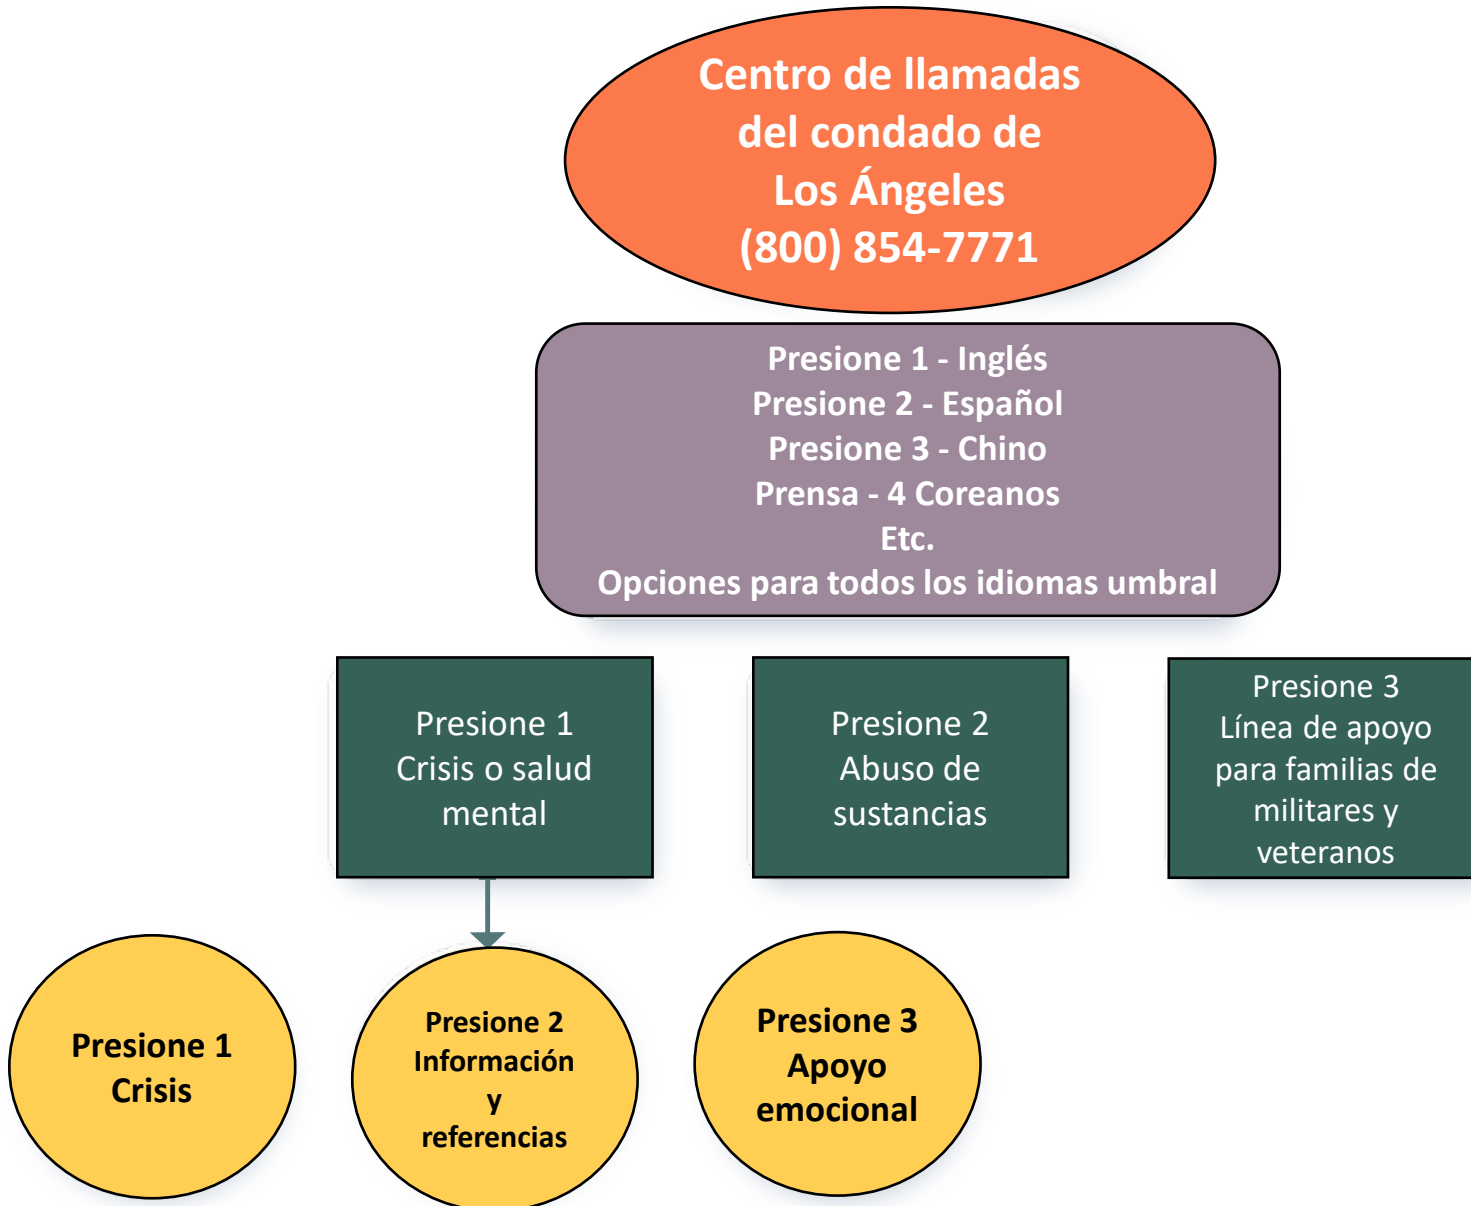 Centro de llamadas
del condado de
Los Ángeles
(800) 854-7771
Presione 1 - Inglés
Presione 2 - Español
Presione 3 - Chino
Prensa - 4 Coreanos
Etc.
Opciones para todos los idiomas umbral
Presione 1
Crisis o salud
mental
Presione 2
Abuso de
sustancias
Presione 3
Línea de apoyo
para familias de
militares y
veteranos
Presione 1
Crisis
Presione 2
Información
y
referencias
Presione 3
Apoyo
emocional